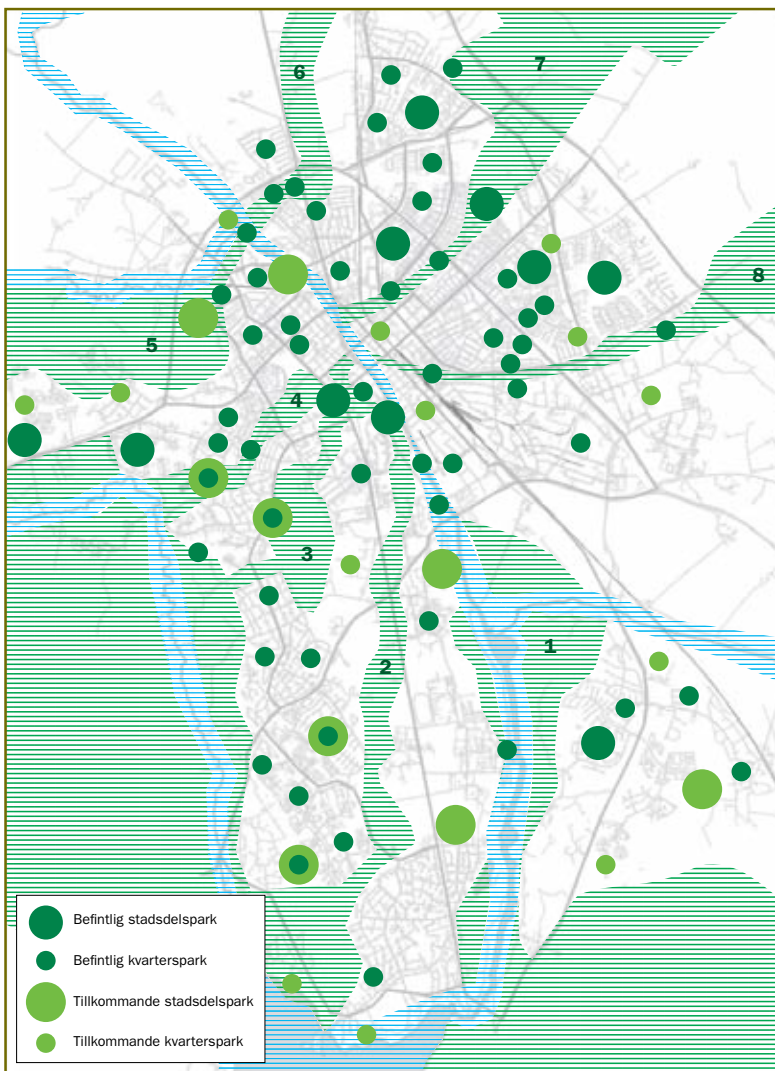 6
7
8
5
4
3
2
1
Befintlig stadsdelspark
Befintlig kvarterspark
Tillkommande stadsdelspark
Tillkommande kvarterspark